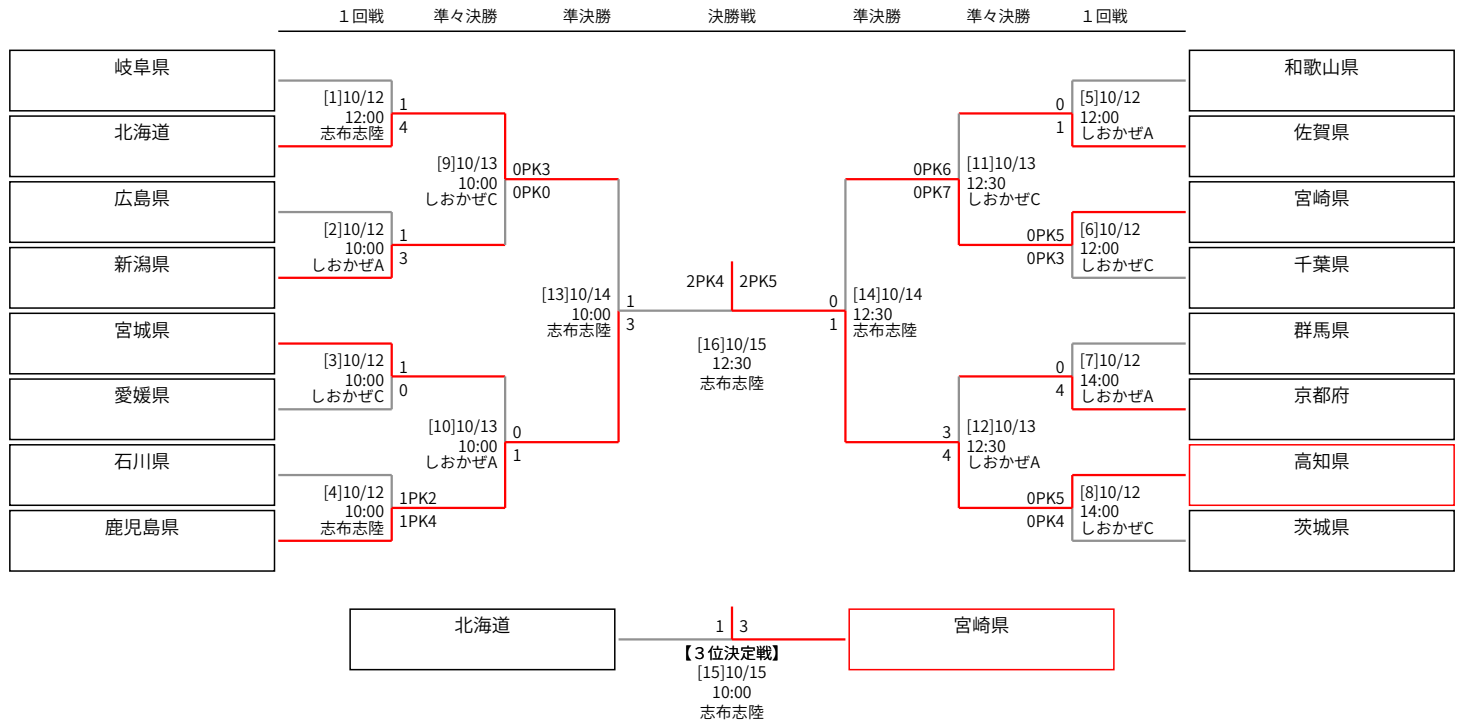 １回戦
準々決勝
準決勝
決勝戦
準決勝
準々決勝
１回戦
岐阜県
北海道
広島県
新潟県
宮城県
愛媛県
石川県
鹿児島県
[1]10/12
12:00
志布志陸
1
4
[2]10/12
10:00
しおかぜA
1
3
[3]10/12
10:00
しおかぜC
1
0
[4]10/12
10:00
志布志陸
1PK2
1PK4
[9]10/13
10:00
しおかぜC
0PK3
0PK0
[10]10/13
10:00
しおかぜA
0
1
[13]10/14
10:00
志布志陸
1
3
2PK4
2PK5
[16]10/15
12:30
志布志陸
0
1
[14]10/14
12:30
志布志陸
0PK6
0PK7
[11]10/13
12:30
しおかぜC
3
4
[12]10/13
12:30
しおかぜA
0
1
[5]10/12
12:00
しおかぜA
0PK5
0PK3
[6]10/12
12:00
しおかぜC
0
4
[7]10/12
14:00
しおかぜA
0PK5
0PK4
[8]10/12
14:00
しおかぜC
和歌山県
佐賀県
宮崎県
千葉県
群馬県
京都府
高知県
茨城県
北海道
1
3
宮崎県
【３位決定戦】
[15]10/15
10:00
志布志陸